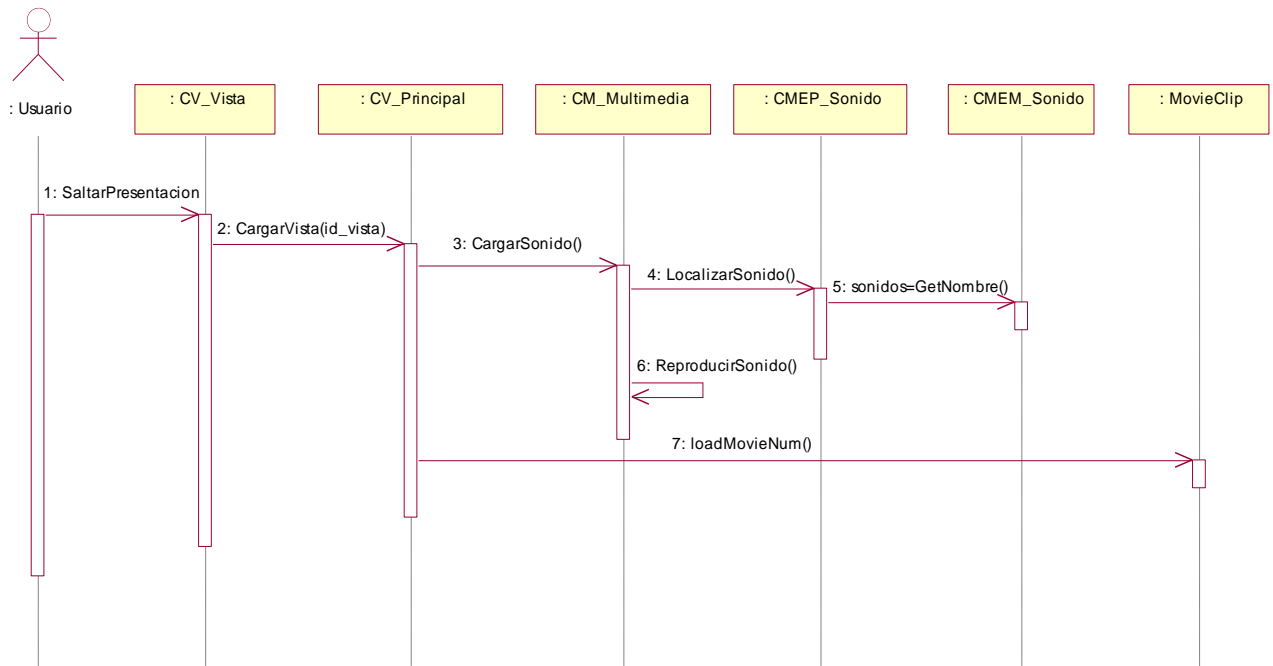 : Usuario
: CV_Vista
: CV_Principal
: CM_Multimedia
: CMEP_Sonido
: CMEM_Sonido
: MovieClip
1: SaltarPresentacion
2: CargarVista(id_vista)
3: CargarSonido()
4: LocalizarSonido()
5: sonidos=GetNombre()
6: ReproducirSonido()
7: loadMovieNum()